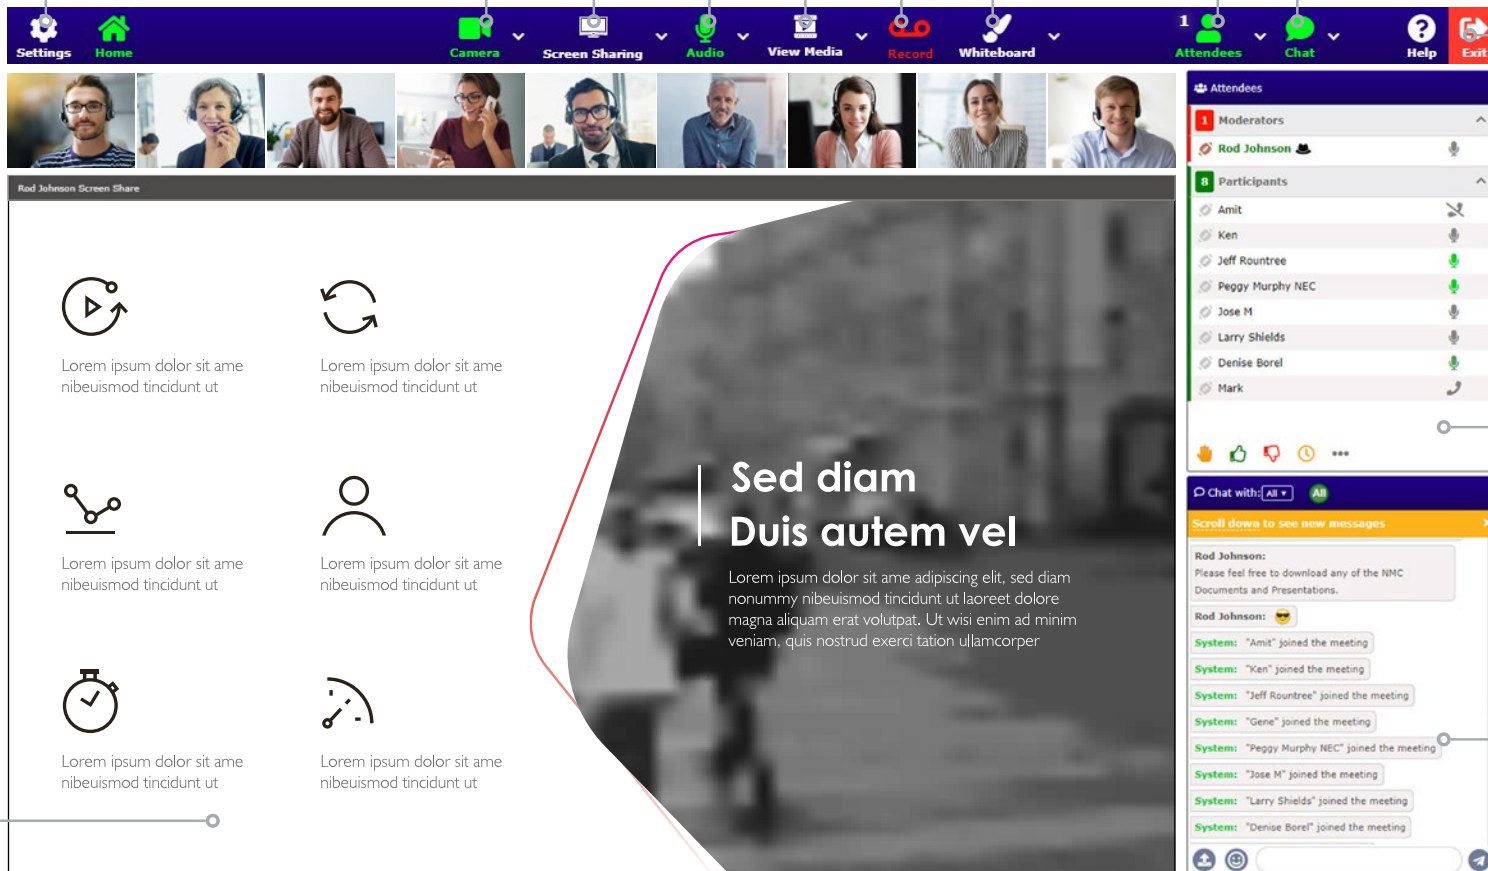 Settings
Home
Camera
Screen Sharing
Audio
View Media
Record
Whiteboard
1
Attendees
Chat
Help
Exit
Rod Johnson Screen Share
Lorem ipsum dolor sit ame
nibeuismod tincidunt ut
Lorem ipsum dolor sit ame
nibeuismod tincidunt ut
Lorem ipsum dolor sit ame
nibeuismod tincidunt ut
Lorem ipsum dolor sit ame
nibeuismod tincidunt ut
Lorem ipsum dolor sit ame
nibeuismod tincidunt ut
Lorem ipsum dolor sit ame
nibeuismod tincidunt ut
Sed diam
Duis autem vel
Lorem ipsum dolor sit ame adipiscing elit, sed diam
nonummy nibeuismod tincidunt ut laoreet dolore
magna aliquam erat volutpat. Ut wisi enim ad minim
veniam, quis nostrud exerci tation ullamcorper
Attendees
1 Moderators
Rod Johnson
8 Participants
Amit
Ken
Jeff Rountree
Peggy Murphy NEC
Jose M
Larry Shields
Denise Borel
Mark
Chat with: All All
Scroll down to see new messages
Rod Johnson:
Please feel free to download any of the NMC
Documents and Presentations.
Rod Johnson:
System: "Amit" joined the meeting
System: "Ken" joined the meeting
System: "Jeff Rountree" joined the meeting
System: "Gene" joined the meeting
System: "Peggy Murphy NEC" joined the meeting
System: "Jose M" joined the meeting
System: "Larry Shields" joined the meeting
System: "Denise Borel" joined the meeting